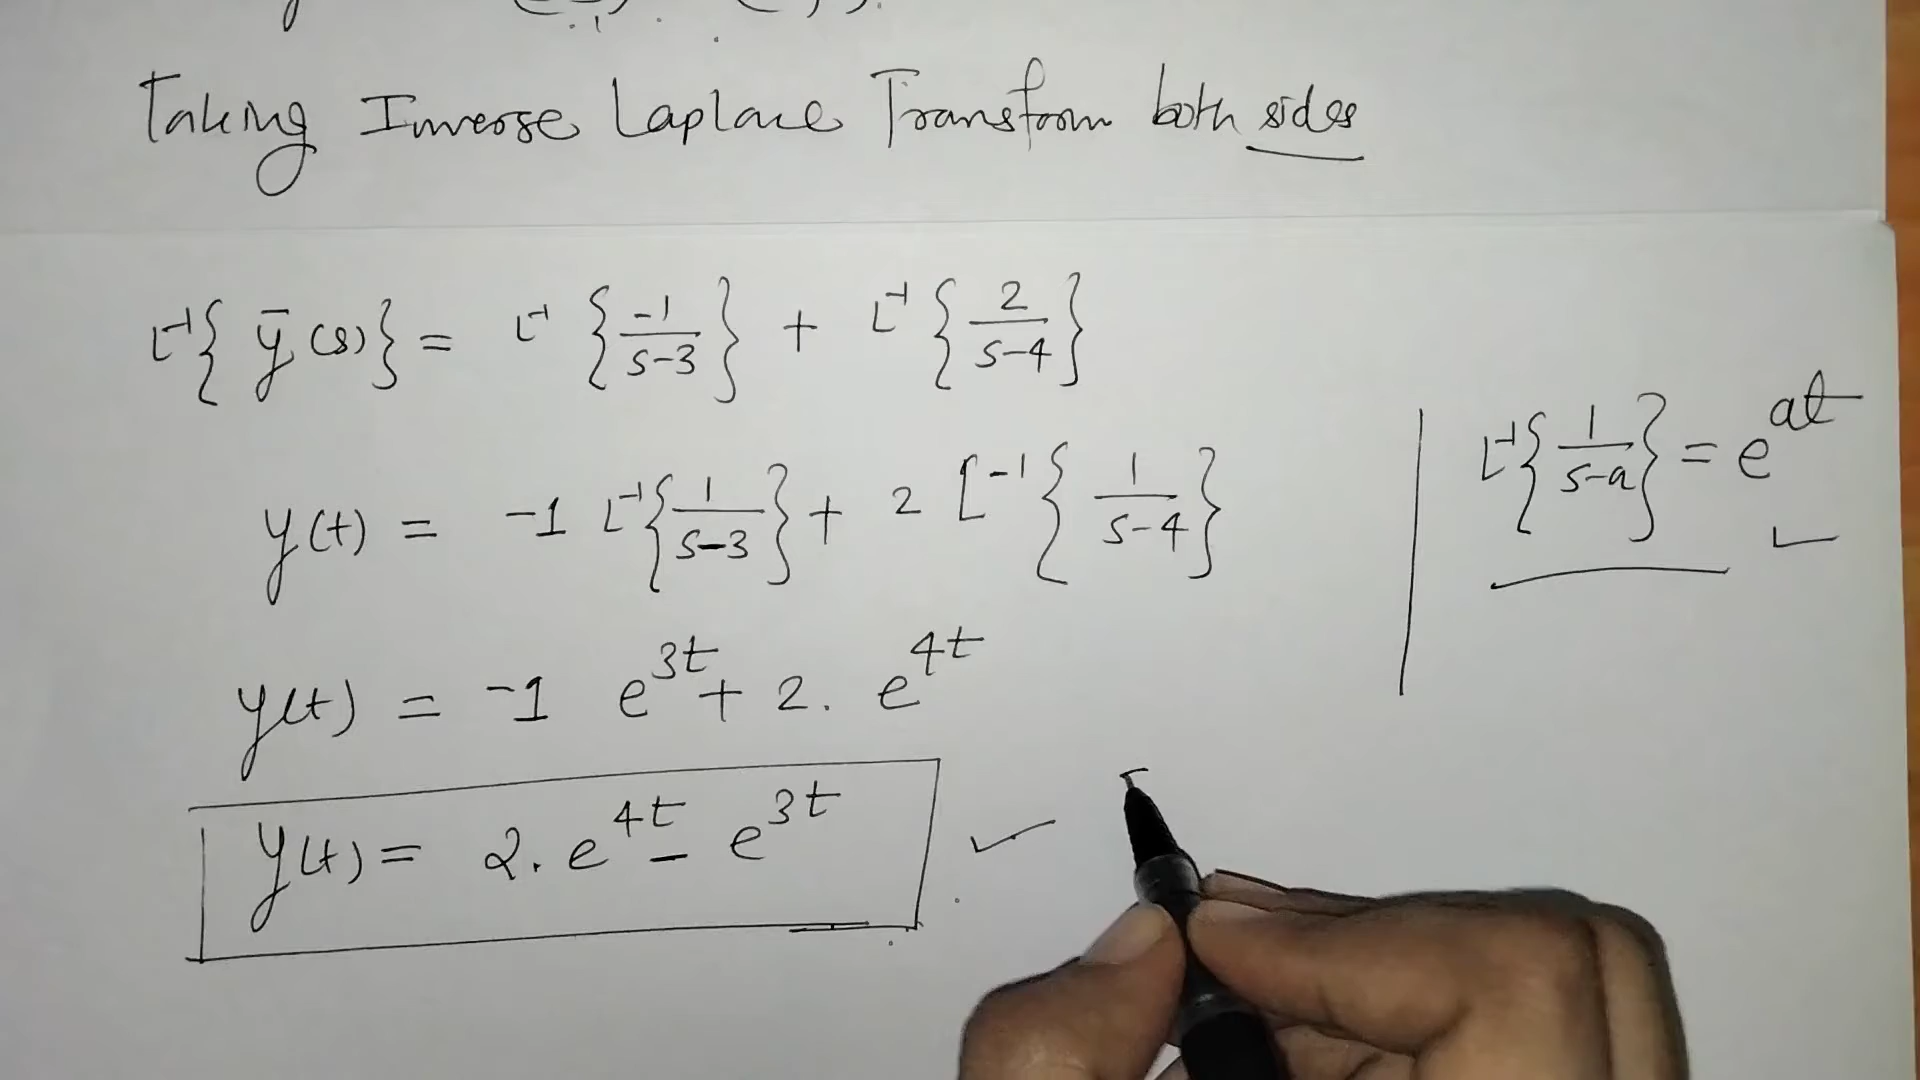 Taking Inverse Laplace Transform both sides
L⁻¹{ ȳ(s)} = L⁻¹ {-1/(s-3)} + L⁻¹ {2/(s-4)}
y(t) = -1 L⁻¹{1/(s-3)} + 2 L⁻¹{1/(s-4)}
L⁻¹{1/(s-a)} = e^(at) ✓
y(t) = -1 e^(3t) + 2. e^(4t)
y(t) = 2. e^(4t) - e^(3t) ✓